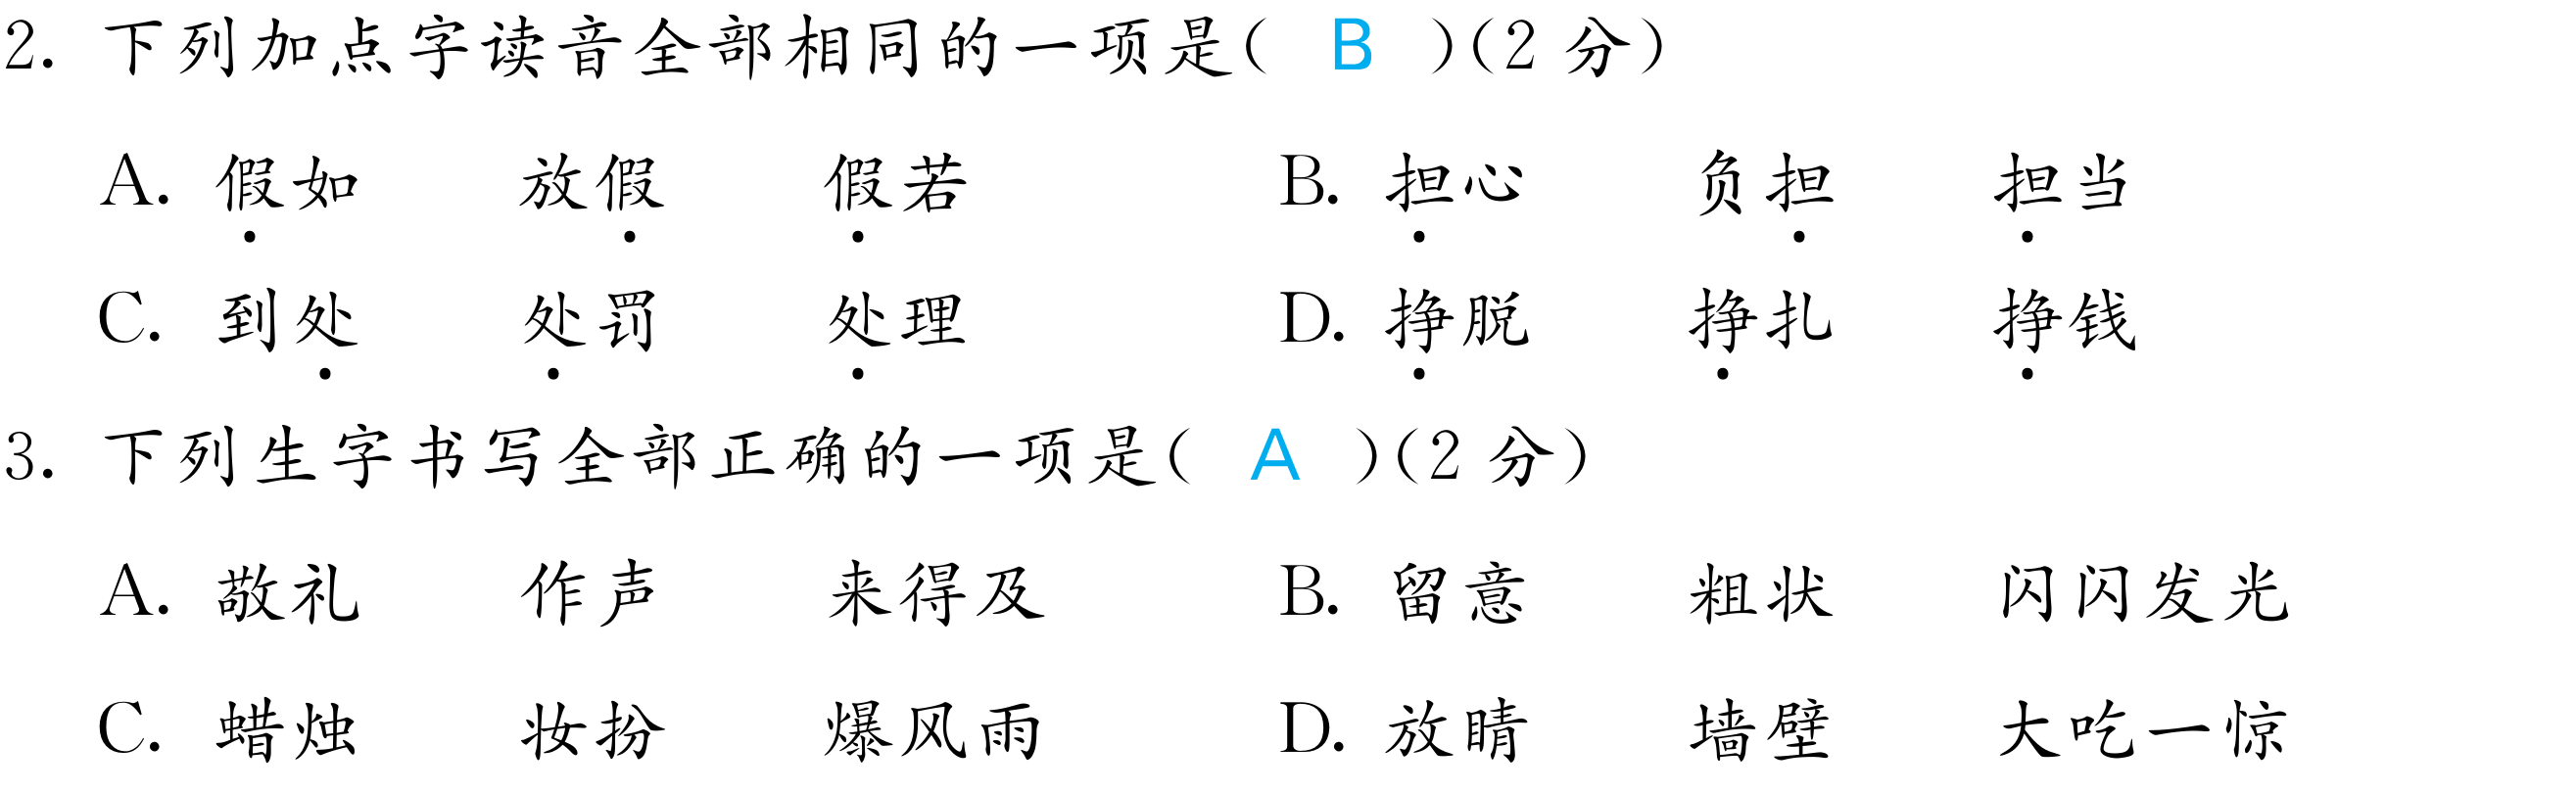 2. 下列加点字读音全部相同的一项是( B )(2 分)
A. 假如 放假 假若 B. 担心 负担 担当
C. 到处 处罚 处理 D. 挣脱 挣扎 挣钱
3. 下列生字书写全部正确的一项是( A )(2 分)
A. 敬礼 作声 来得及 B. 留意 粗状 闪闪发光
C. 蜡烛 妆扮 爆风雨 D. 放睛 墙壁 大吃一惊